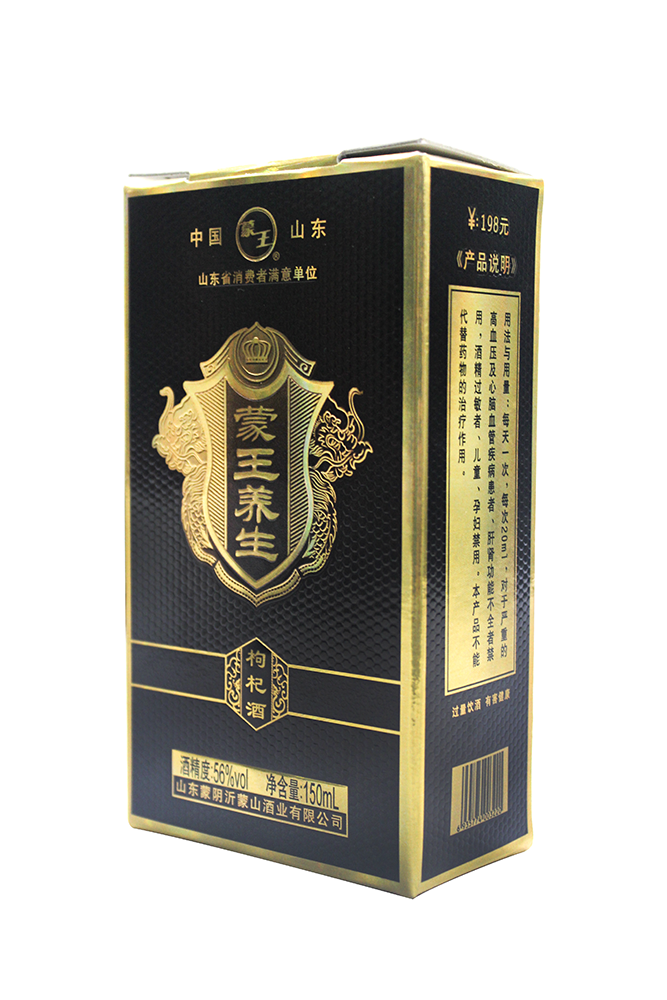 中国 蒙王® 山东
山东省消费者满意单位
蒙王养生
枸杞酒
酒精度:56%vol 净含量:150mL
山东蒙阴沂蒙山酒业有限公司
¥:198元
《产品说明》
用法与用量：每天一次，每次20ml，对于严重的
高血压及心脑血管疾病患者、肝肾功能不全者禁
用，酒精过敏者、儿童、孕妇禁用。本产品不能
代替药物的治疗作用。
过量饮酒 有害健康